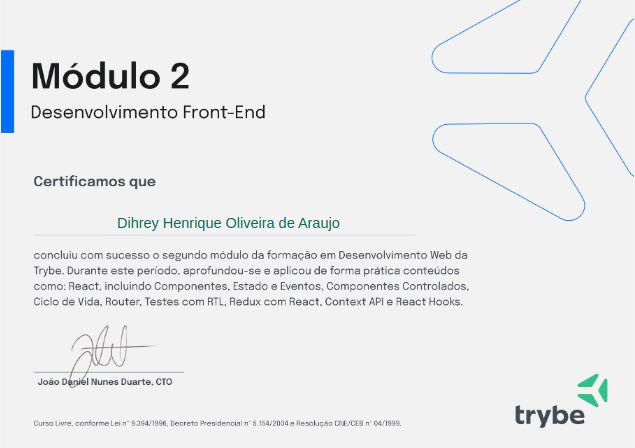 Módulo 2
Desenvolvimento Front-End
Certificamos que
Dihrey Henrique Oliveira de Araujo
concluiu com sucesso o segundo módulo da formação em Desenvolvimento Web da
Trybe. Durante este período, aprofundou-se e aplicou de forma prática conteúdos
como: React, incluindo Componentes, Estado e Eventos, Componentes Controlados,
Ciclo de Vida, Router, Testes com RTL, Redux com React, Context API e React Hooks.
João Daniel Nunes Duarte, CTO
trybe
Curso Livre, conforme Lei nº 9.394/1996, Decreto Presidencial n° 5.154/2004 e Resolução CNE/CEB n° 04/1999.